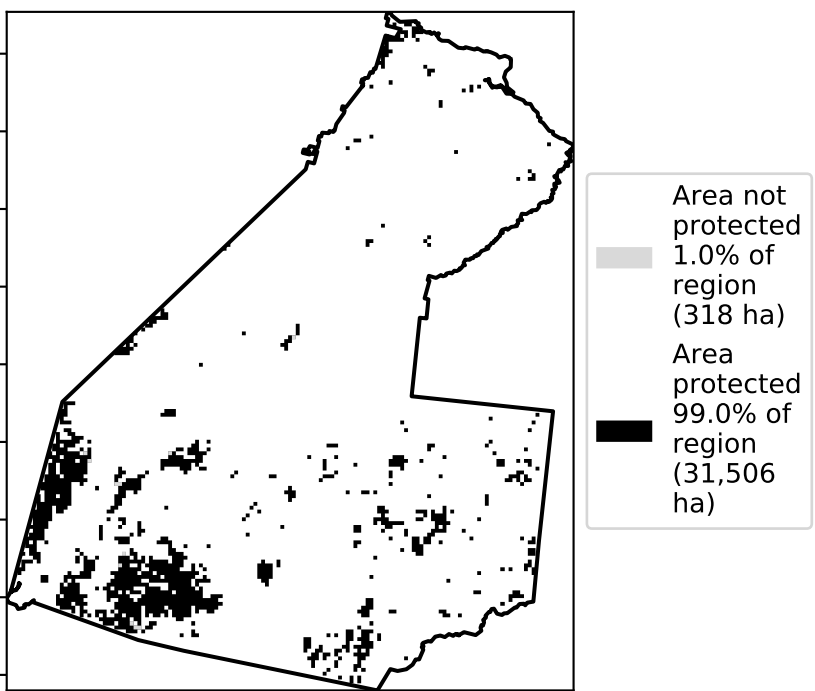 Area not
protected
1.0% of
region
(318 ha)
Area
protected
99.0% of
region
(31,506
ha)